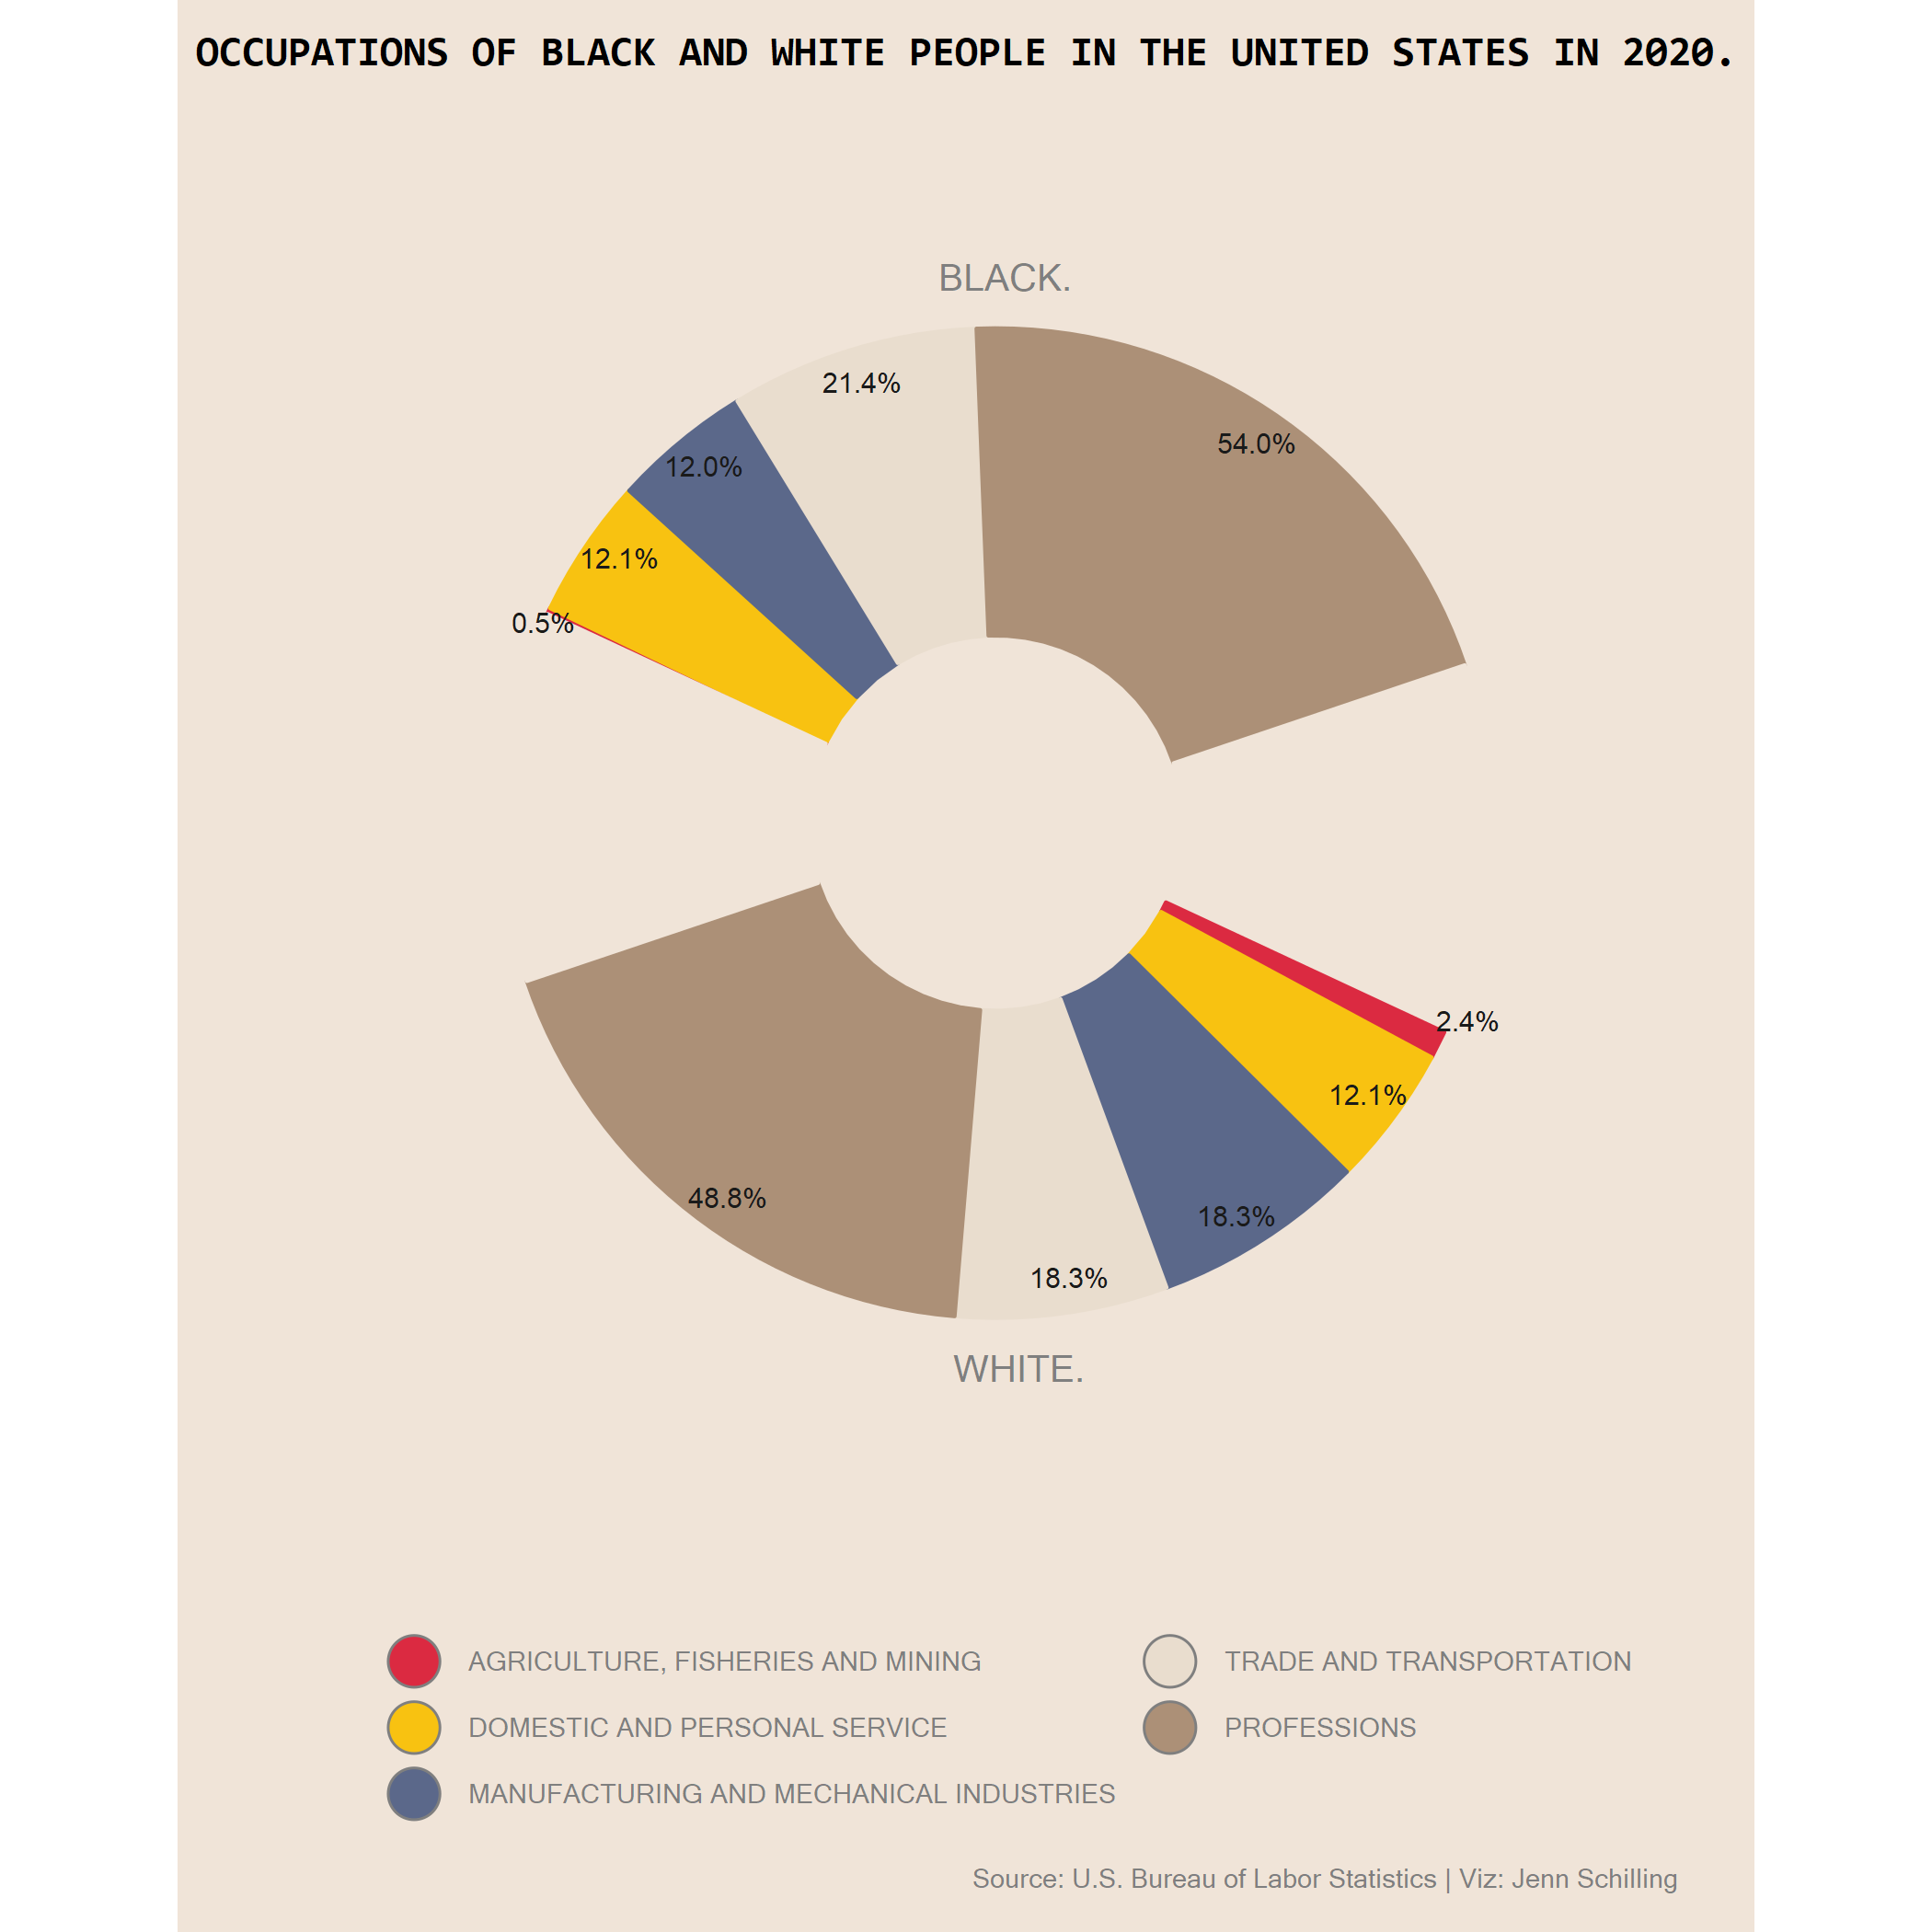 OCCUPATIONS OF BLACK AND WHITE PEOPLE IN THE UNITED STATES IN 2020.
BLACK.
21.4%
54.0%
12.0%
12.1%
0.5%
2.4%
12.1%
48.8%
18.3%
18.3%
WHITE.
AGRICULTURE, FISHERIES AND MINING
DOMESTIC AND PERSONAL SERVICE
MANUFACTURING AND MECHANICAL INDUSTRIES
TRADE AND TRANSPORTATION
PROFESSIONS
Source: U.S. Bureau of Labor Statistics | Viz: Jenn Schilling